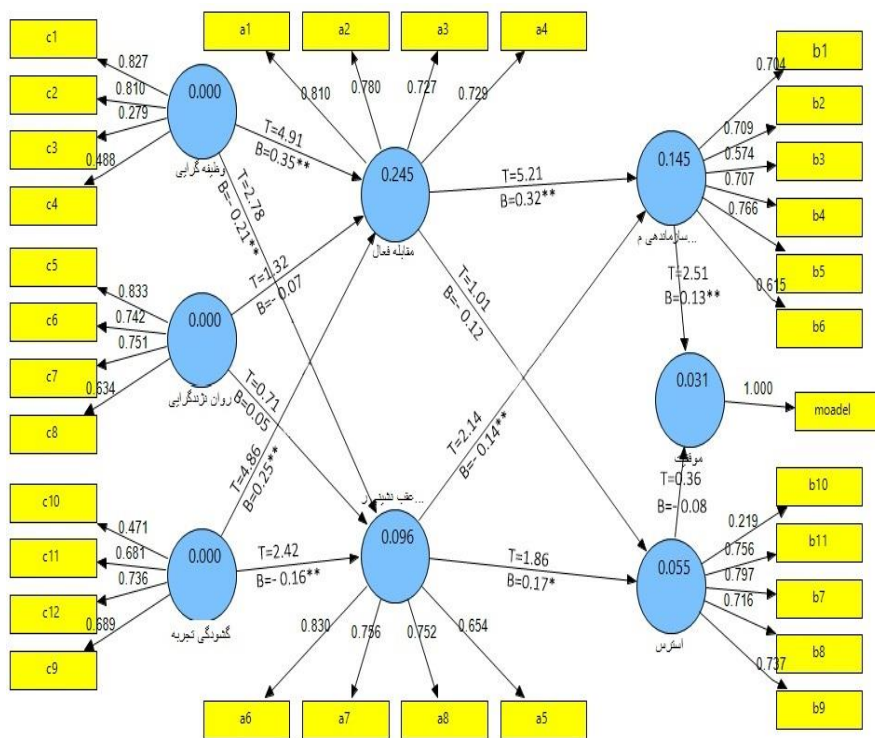 c1
c2
c3
c4
0.827
0.810
0.279
0.488
0.000
وظیفه گرایی
a1
a2
a3
a4
0.810
0.780
0.727
0.729
T=4.91
B=0.35**
T=2.78
B=- 0.21**
0.245
مقابله فعال
T=5.21
B=0.32**
0.145
سازماندهی م...
b1
b2
b3
b4
b5
b6
0.704
0.709
0.574
0.707
0.766
0.615
c5
c6
c7
c8
0.833
0.742
0.751
0.634
0.000
روان نژندگرایی
T=1.32
B=- 0.07
T=0.71
B=0.05
T=1.01
B=- 0.12
T=2.51
B=0.13**
0.031
موفقیت
1.000
moadel
T=0.36
B=- 0.08
T=2.14
B=- 0.14**
c10
c11
c12
c9
0.471
0.681
0.736
0.689
0.000
گشودگی تجربه
T=4.86
B=0.25**
T=2.42
B=- 0.16**
عقب نشینی ر...
0.096
T=1.86
B=0.17*
0.055
استرس
b10
b11
b7
b8
b9
0.219
0.756
0.797
0.716
0.737
0.830
0.756
0.752
0.654
a6
a7
a8
a5